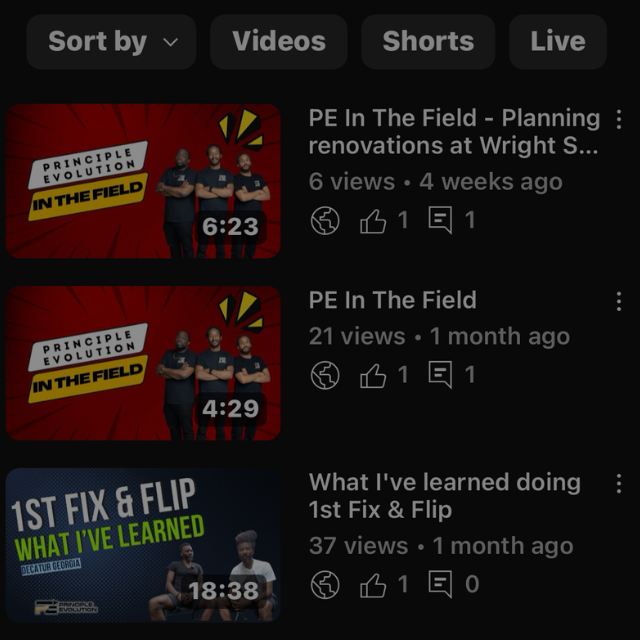 Sort by
Videos
Shorts
Live
PRINCIPLE
EVOLUTION
IN THE FIELD
6:23
PE In The Field - Planning
renovations at Wright S...
6 views • 4 weeks ago
1
1
PRINCIPLE
EVOLUTION
IN THE FIELD
4:29
PE In The Field
21 views • 1 month ago
1
1
1ST FIX & FLIP
WHAT I'VE LEARNED
DECATUR GEORGIA
PRINCIPLE
EVOLUTION
18:38
What I've learned doing
1st Fix & Flip
37 views • 1 month ago
1
0